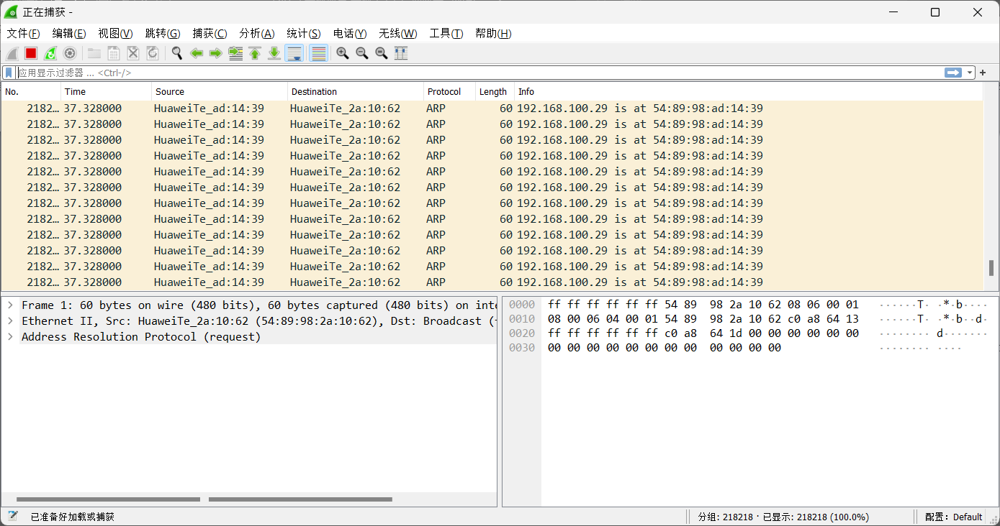 正在捕获 -
文件(F) 编辑(E) 视图(V) 跳转(G) 捕获(C) 分析(A) 统计(S) 电话(Y) 无线(W) 工具(T) 帮助(H)
应用显示过滤器 … <Ctrl-/>
No. Time Source Destination Protocol Length Info
2182… 37.328000 HuaweiTe_ad:14:39 HuaweiTe_2a:10:62 ARP 60 192.168.100.29 is at 54:89:98:ad:14:39
2182… 37.328000 HuaweiTe_ad:14:39 HuaweiTe_2a:10:62 ARP 60 192.168.100.29 is at 54:89:98:ad:14:39
2182… 37.328000 HuaweiTe_ad:14:39 HuaweiTe_2a:10:62 ARP 60 192.168.100.29 is at 54:89:98:ad:14:39
2182… 37.328000 HuaweiTe_ad:14:39 HuaweiTe_2a:10:62 ARP 60 192.168.100.29 is at 54:89:98:ad:14:39
2182… 37.328000 HuaweiTe_ad:14:39 HuaweiTe_2a:10:62 ARP 60 192.168.100.29 is at 54:89:98:ad:14:39
2182… 37.328000 HuaweiTe_ad:14:39 HuaweiTe_2a:10:62 ARP 60 192.168.100.29 is at 54:89:98:ad:14:39
2182… 37.328000 HuaweiTe_ad:14:39 HuaweiTe_2a:10:62 ARP 60 192.168.100.29 is at 54:89:98:ad:14:39
2182… 37.328000 HuaweiTe_ad:14:39 HuaweiTe_2a:10:62 ARP 60 192.168.100.29 is at 54:89:98:ad:14:39
2182… 37.328000 HuaweiTe_ad:14:39 HuaweiTe_2a:10:62 ARP 60 192.168.100.29 is at 54:89:98:ad:14:39
2182… 37.328000 HuaweiTe_ad:14:39 HuaweiTe_2a:10:62 ARP 60 192.168.100.29 is at 54:89:98:ad:14:39
2182… 37.328000 HuaweiTe_ad:14:39 HuaweiTe_2a:10:62 ARP 60 192.168.100.29 is at 54:89:98:ad:14:39
2182… 37.328000 HuaweiTe_ad:14:39 HuaweiTe_2a:10:62 ARP 60 192.168.100.29 is at 54:89:98:ad:14:39
Frame 1: 60 bytes on wire (480 bits), 60 bytes captured (480 bits) on inte
Ethernet II, Src: HuaweiTe_2a:10:62 (54:89:98:2a:10:62), Dst: Broadcast (
Address Resolution Protocol (request)
0000 ff ff ff ff ff ff 54 89 98 2a 10 62 08 06 00 01 ······T· ·*·b····
0010 08 00 06 04 00 01 54 89 98 2a 10 62 c0 a8 64 13 ······T· ·*·b··d·
0020 ff ff ff ff ff ff c0 a8 64 1d 00 00 00 00 00 00 ········ d·······
0030 00 00 00 00 00 00 00 00 00 00 00 00 ········ ····
已准备好加载或捕获 分组: 218218 · 已显示: 218218 (100.0%) 配置: Default